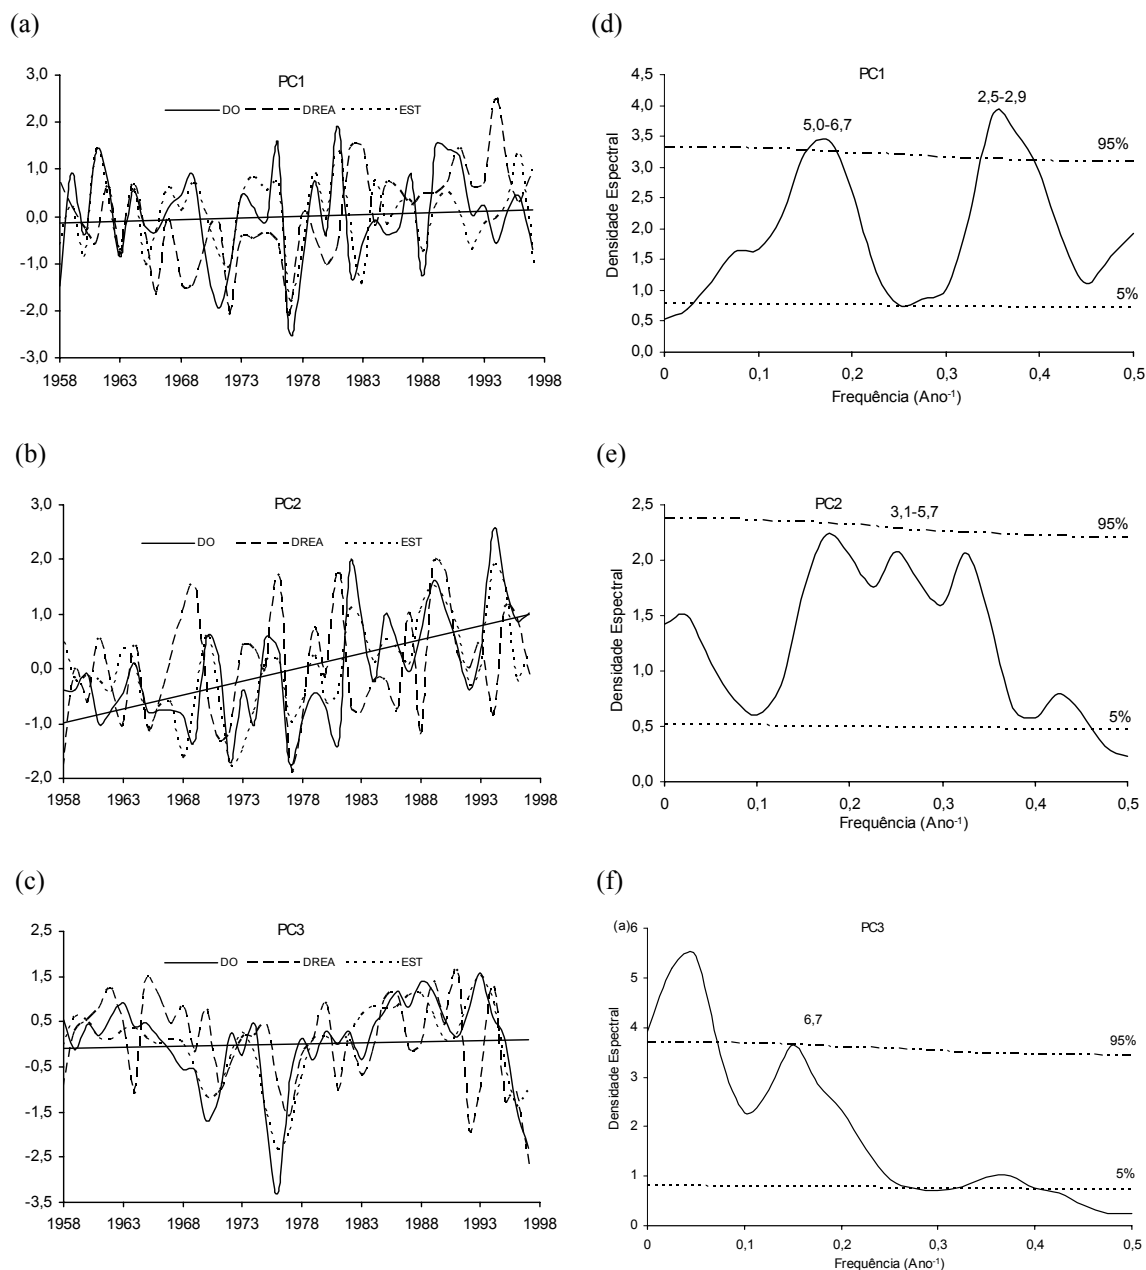 (a)
PC1
DO DREA EST
3,0
2,0
1,0
0,0
-1,0
-2,0
-3,0
1958 1963 1968 1973 1978 1983 1988 1993 1998
(d)
PC1
Densidade Espectral
4,5
4,0
3,5
3,0
2,5
2,0
1,5
1,0
0,5
0,0
5,0-6,7
2,5-2,9
95%
5%
0 0,1 0,2 0,3 0,4 0,5
Frequência (Ano-1)
(b)
PC2
DO DREA EST
3,0
2,0
1,0
0,0
-1,0
-2,0
1958 1963 1968 1973 1978 1983 1988 1993 1998
(e)
PC2
Densidade Espectral
2,5
2,0
1,5
1,0
0,5
0,0
3,1-5,7
95%
5%
0 0,1 0,2 0,3 0,4 0,5
Frequência (Ano-1)
(c)
PC3
DO DREA EST
2,5
1,5
0,5
-0,5
-1,5
-2,5
-3,5
1958 1963 1968 1973 1978 1983 1988 1993 1998
(f)
(a)
PC3
Densidade Espectral
6
5
4
3
2
1
0
6,7
95%
5%
0 0,1 0,2 0,3 0,4 0,5
Frequência (Ano-1)